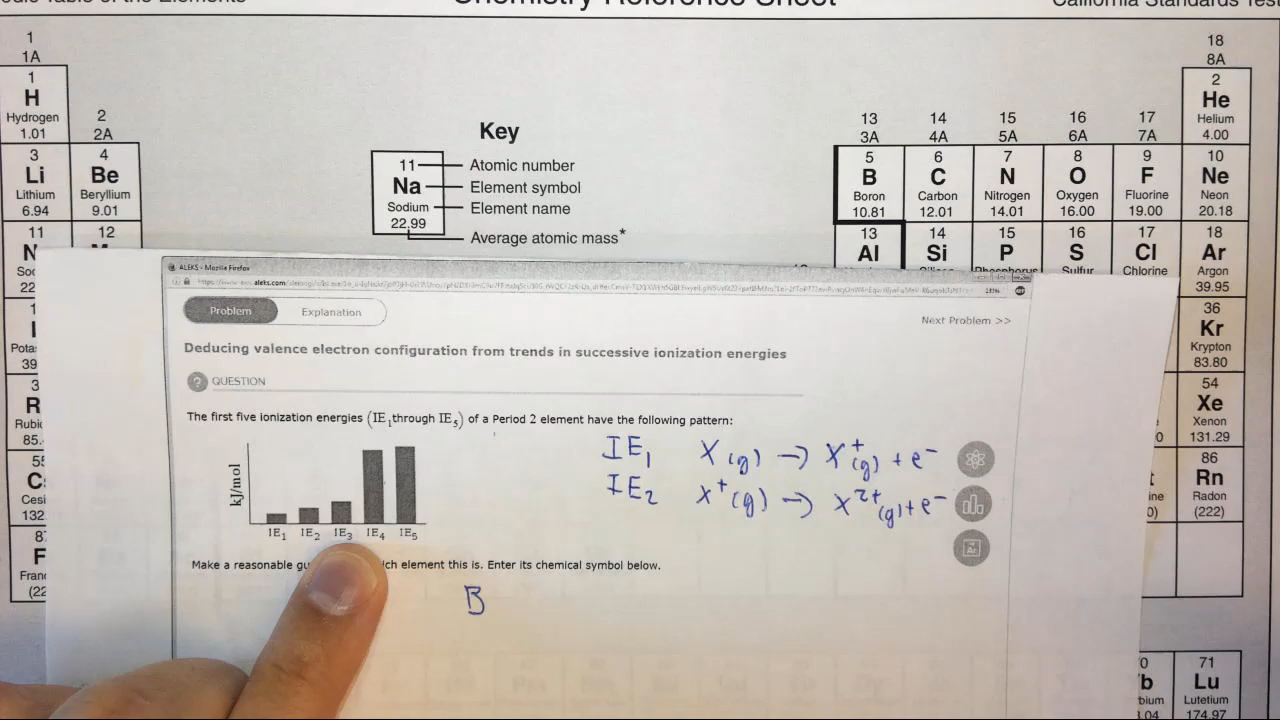 Chemistry Reference Sheet
California Standards Test
1
1A
1
H
Hydrogen
1.01
2
2A
3
Li
Lithium
6.94
4
Be
Beryllium
9.01
11
12
Key
11
Na
Sodium
22.99
Atomic number
Element symbol
Element name
Average atomic mass*
13
3A
14
4A
15
5A
16
6A
17
7A
18
8A
2
He
Helium
4.00
5
B
Boron
10.81
6
C
Carbon
12.01
7
N
Nitrogen
14.01
8
O
Oxygen
16.00
9
F
Fluorine
19.00
10
Ne
Neon
20.18
13
Al
14
Si
15
P
Phosphorus
16
S
Sulfur
17
Cl
Chlorine
18
Ar
Argon
39.95
36
Kr
Krypton
83.80
54
Xe
Xenon
131.29
86
Rn
Radon
(222)
71
Lu
Lutetium
174.97
ALEKS - Mozilla Firefox
Problem
Explanation
Next Problem >>
Deducing valence electron configuration from trends in successive ionization energies
? QUESTION
The first five ionization energies (IE1 through IE5) of a Period 2 element have the following pattern:
kJ/mol
IE1 IE2 IE3 IE4 IE5
IE1 X(g) → X+(g) + e-
IE2 X+(g) → X2+(g) + e-
Ar
Make a reasonable ch element this is. Enter its chemical symbol below.
B